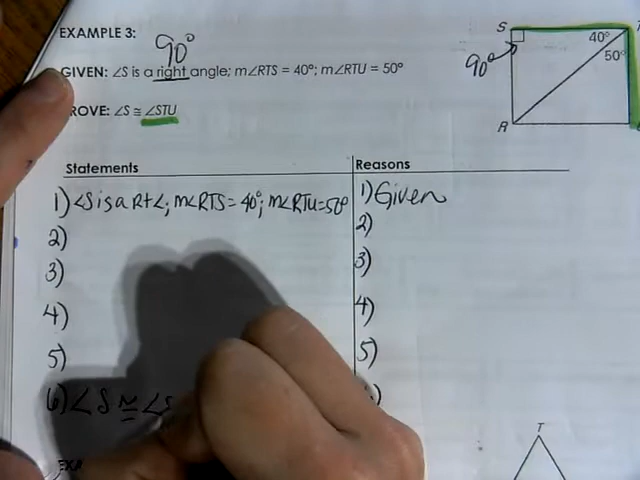 EXAMPLE 3:
90°
GIVEN: ∠S is a right angle; m∠RTS = 40°; m∠RTU = 50°
ROVE: ∠S ≅ ∠STU
S
40°
50°
90°
Statements
Reasons
1) ∠S is a Rt ∠; m∠RTS = 40°; m∠RTU = 50°
1) Given
2)
2)
3)
3)
4)
4)
5)
5)
6) ∠S ≅ ∠S
T